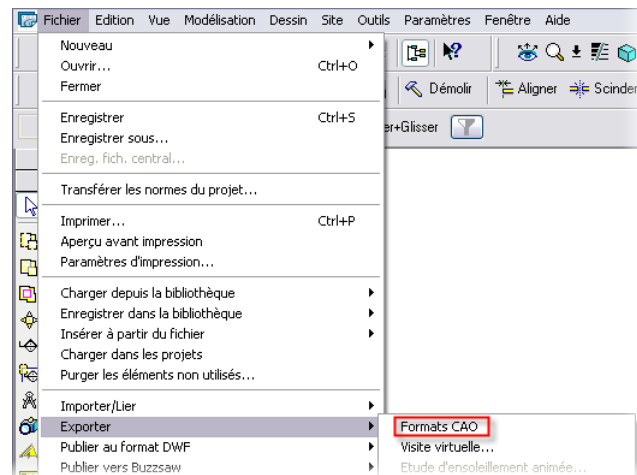 Fichier Edition Vue Modélisation Dessin Site Outils Paramètres Fenêtre Aide
Nouveau
Ouvrir... Ctrl+O
Fermer
Démolir Aligner Scinder
Enregistrer Ctrl+S
er+Glisser
Enregistrer sous...
Enreg. fich. central...
Transférer les normes du projet...
Imprimer... Ctrl+P
Aperçu avant impression
Paramètres d'impression...
Charger depuis la bibliothèque
Enregistrer dans la bibliothèque
Insérer à partir du fichier
Charger dans les projets
Purger les éléments non utilisés...
Importer/Lier
Exporter
Formats CAO
Publier au format DWF
Visite virtuelle...
Publier vers Buzzsaw
Etude d'ensoleillement animée...